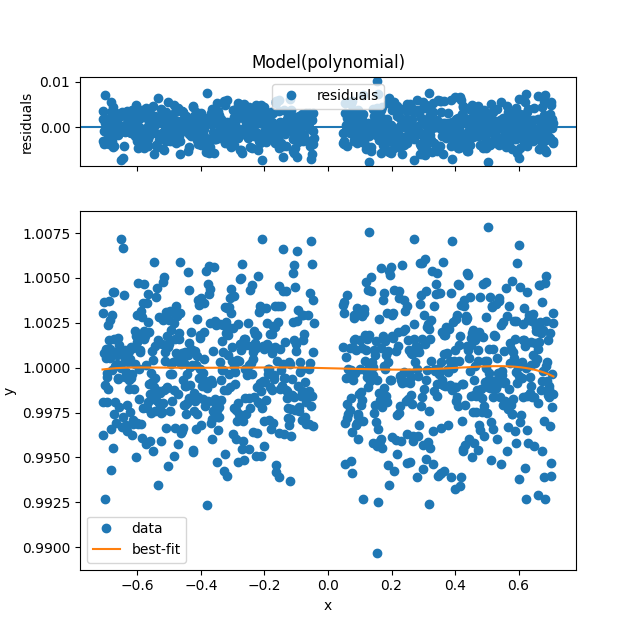 Model(polynomial)
0.01
0.00
residuals
residuals
1.0075
1.0050
1.0025
1.0000
0.9975
0.9950
0.9925
0.9900
y
data
best-fit
−0.6 −0.4 −0.2 0.0 0.2 0.4 0.6
x